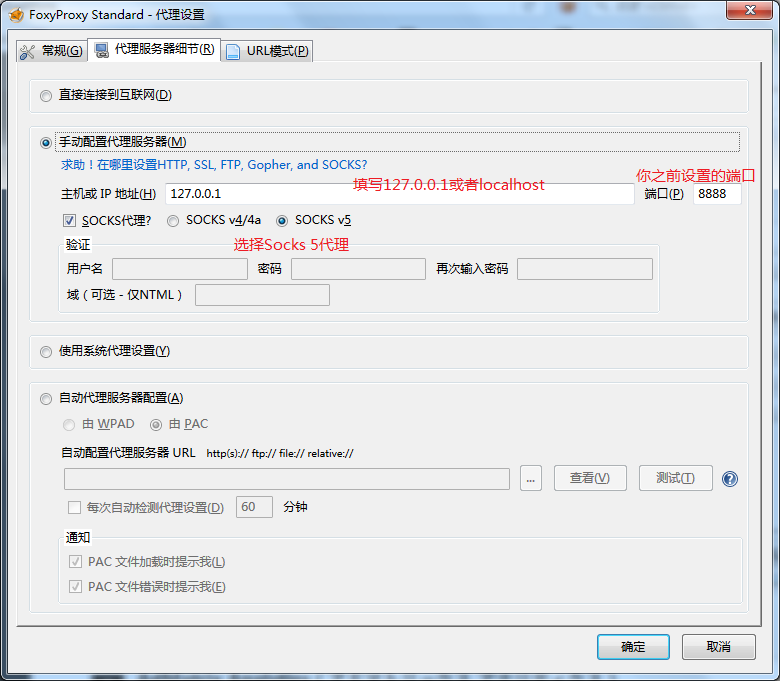 FoxyProxy Standard - 代理设置
常规(G) 代理服务器细节(R) URL模式(P)
直接连接到互联网(D)
手动配置代理服务器(M)
求助！在哪里设置HTTP, SSL, FTP, Gopher, and SOCKS?
你之前设置的端口
填写127.0.0.1或者localhost
主机或 IP 地址(H) 127.0.0.1 端口(P) 8888
SOCKS代理? SOCKS v4/4a SOCKS v5
选择Socks 5代理
验证
用户名 密码 再次输入密码
域（可选 - 仅NTML ）
使用系统代理设置(Y)
自动代理服务器配置(A)
由 WPAD 由 PAC
自动配置代理服务器 URL http(s):// ftp:// file:// relative://
... 查看(V) 测试(T) ?
每次自动检测代理设置(D) 60 分钟
通知
PAC 文件加载时提示我(L)
PAC 文件错误时提示我(E)
确定 取消